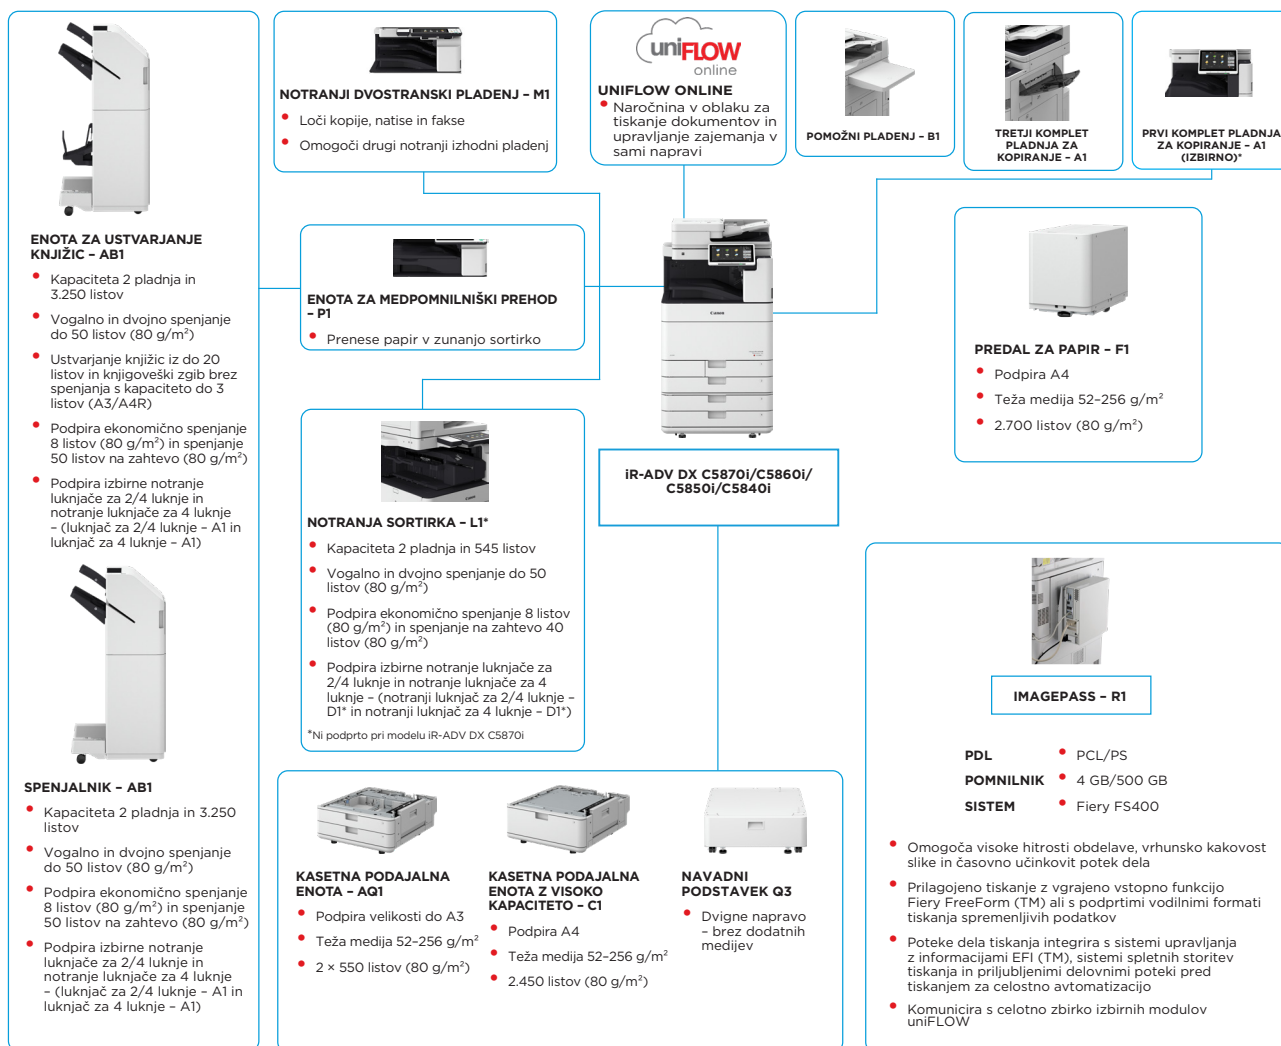 ENOTA ZA USTVARJANJE
KNJIŽIC – AB1
• Kapaciteta 2 pladnja in
3.250 listov
• Vogalno in dvojno spenjanje
do 50 listov (80 g/m²)
• Ustvarjanje knjižic iz do 20
listov in knjigoveški zgib brez
spenjanja s kapaciteto do 3
listov (A3/A4R)
• Podpira ekonomično spenjanje
8 listov (80 g/m²) in spenjanje
50 listov na zahtevo (80 g/m²)
• Podpira izbirne notranje
luknjače za 2/4 luknje in
notranje luknjače za 4 luknje
– (luknjač za 2/4 luknje – A1 in
luknjač za 4 luknje – A1)
SPENJALNIK – AB1
• Kapaciteta 2 pladnja in 3.250
listov
• Vogalno in dvojno spenjanje
do 50 listov (80 g/m²)
• Podpira ekonomično spenjanje
8 listov (80 g/m²) in spenjanje
50 listov na zahtevo (80 g/m²)
• Podpira izbirne notranje
luknjače za 2/4 luknje in
notranje luknjače za 4 luknje
– (luknjač za 2/4 luknje – A1 in
luknjač za 4 luknje – A1)
NOTRANJI DVOSTRANSKI PLADENJ – M1
• Loči kopije, natise in fakse
• Omogoči drugi notranji izhodni pladenj
uniFLOW
online
UNIFLOW ONLINE
• Naročnina v oblaku za
tiskanje dokumentov in
upravljanje zajemanja v
sami napravi
POMOŽNI PLADENJ – B1
TRETJI KOMPLET
PLADNJA ZA
KOPIRANJE – A1
PRVI KOMPLET PLADNJA
ZA KOPIRANJE – A1
(IZBIRNO)*
ENOTA ZA MEDPOMNILNIŠKI PREHOD
– P1
• Prenese papir v zunanjo sortirko
Canon
iR-ADV DX C5870i/C5860i/
C5850i/C5840i
PREDAL ZA PAPIR – F1
• Podpira A4
• Teža medija 52–256 g/m²
• 2.700 listov (80 g/m²)
NOTRANJA SORTIRKA – L1*
• Kapaciteta 2 pladnja in 545 listov
• Vogalno in dvojno spenjanje do 50
listov (80 g/m²)
• Podpira ekonomično spenjanje 8 listov
(80 g/m²) in spenjanje na zahtevo 40
listov (80 g/m²)
• Podpira izbirne notranje luknjače za
2/4 luknje in notranje luknjače za 4
luknje – (notranji luknjač za 2/4 luknje –
D1* in notranji luknjač za 4 luknje – D1*)
*Ni podprto pri modelu iR-ADV DX C5870i
KASETNA PODAJALNA
ENOTA – AQ1
• Podpira velikosti do A3
• Teža medija 52–256 g/m²
• 2 × 550 listov (80 g/m²)
KASETNA PODAJALNA
ENOTA Z VISOKO
KAPACITETO – C1
• Podpira A4
• Teža medija 52–256 g/m²
• 2.450 listov (80 g/m²)
NAVADNI
PODSTAVEK Q3
• Dvigne napravo
– brez dodatnih
medijev
IMAGEPASS – R1
PDL • PCL/PS
POMNILNIK • 4 GB/500 GB
SISTEM • Fiery FS400
• Omogoča visoke hitrosti obdelave, vrhunsko kakovost
slike in časovno učinkovit potek dela
• Prilagojeno tiskanje z vgrajeno vstopno funkcijo
Fiery FreeForm (TM) ali s podprtimi vodilnimi formati
tiskanja spremenljivih podatkov
• Poteke dela tiskanja integrira s sistemi upravljanja
z informacijami EFI (TM), sistemi spletnih storitev
tiskanja in priljubljenimi delovnimi poteki pred
tiskanjem za celostno avtomatizacijo
• Komunicira s celotno zbirko izbirnih modulov
uniFLOW